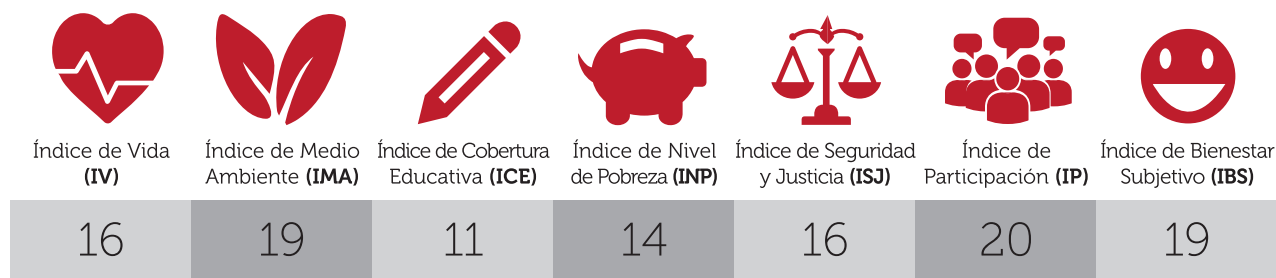 Índice de Vida
(IV)
Índice de Medio
Ambiente (IMA)
Índice de Cobertura
Educativa (ICE)
Índice de Nivel
de Pobreza (INP)
Índice de Seguridad
y Justicia (ISJ)
Índice de
Participación (IP)
Índice de Bienestar
Subjetivo (IBS)
16
19
11
14
16
20
19